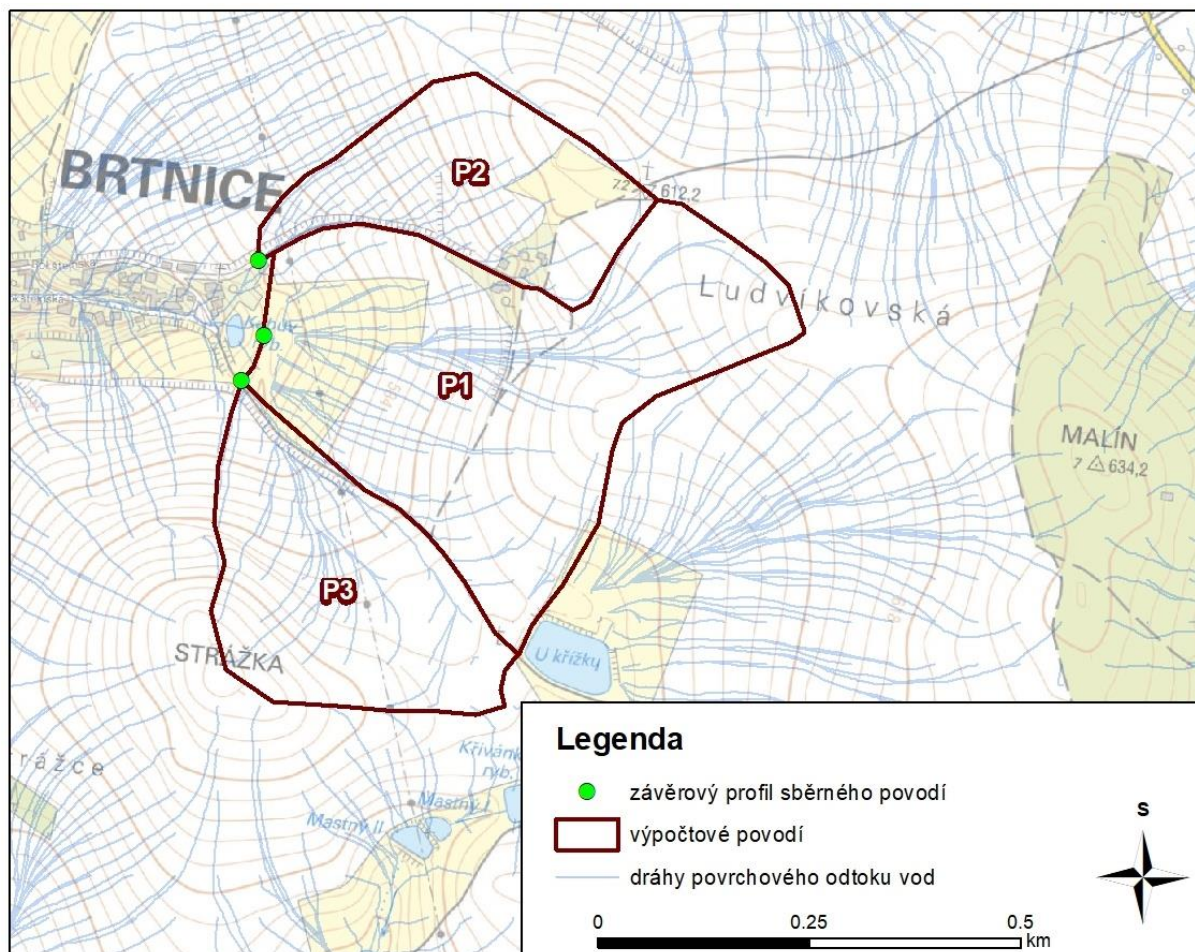 BRTNICE
P2
612,2
Ludvíkovská
P1
MALÍN
7 634,2
P3
STRÁŽKA
U křížku
Mastný I
Mastný II
Legenda
závěrový profil sběrného povodí
výpočtové povodí
dráhy povrchového odtoku vod
S
0 0.25 0.5
km